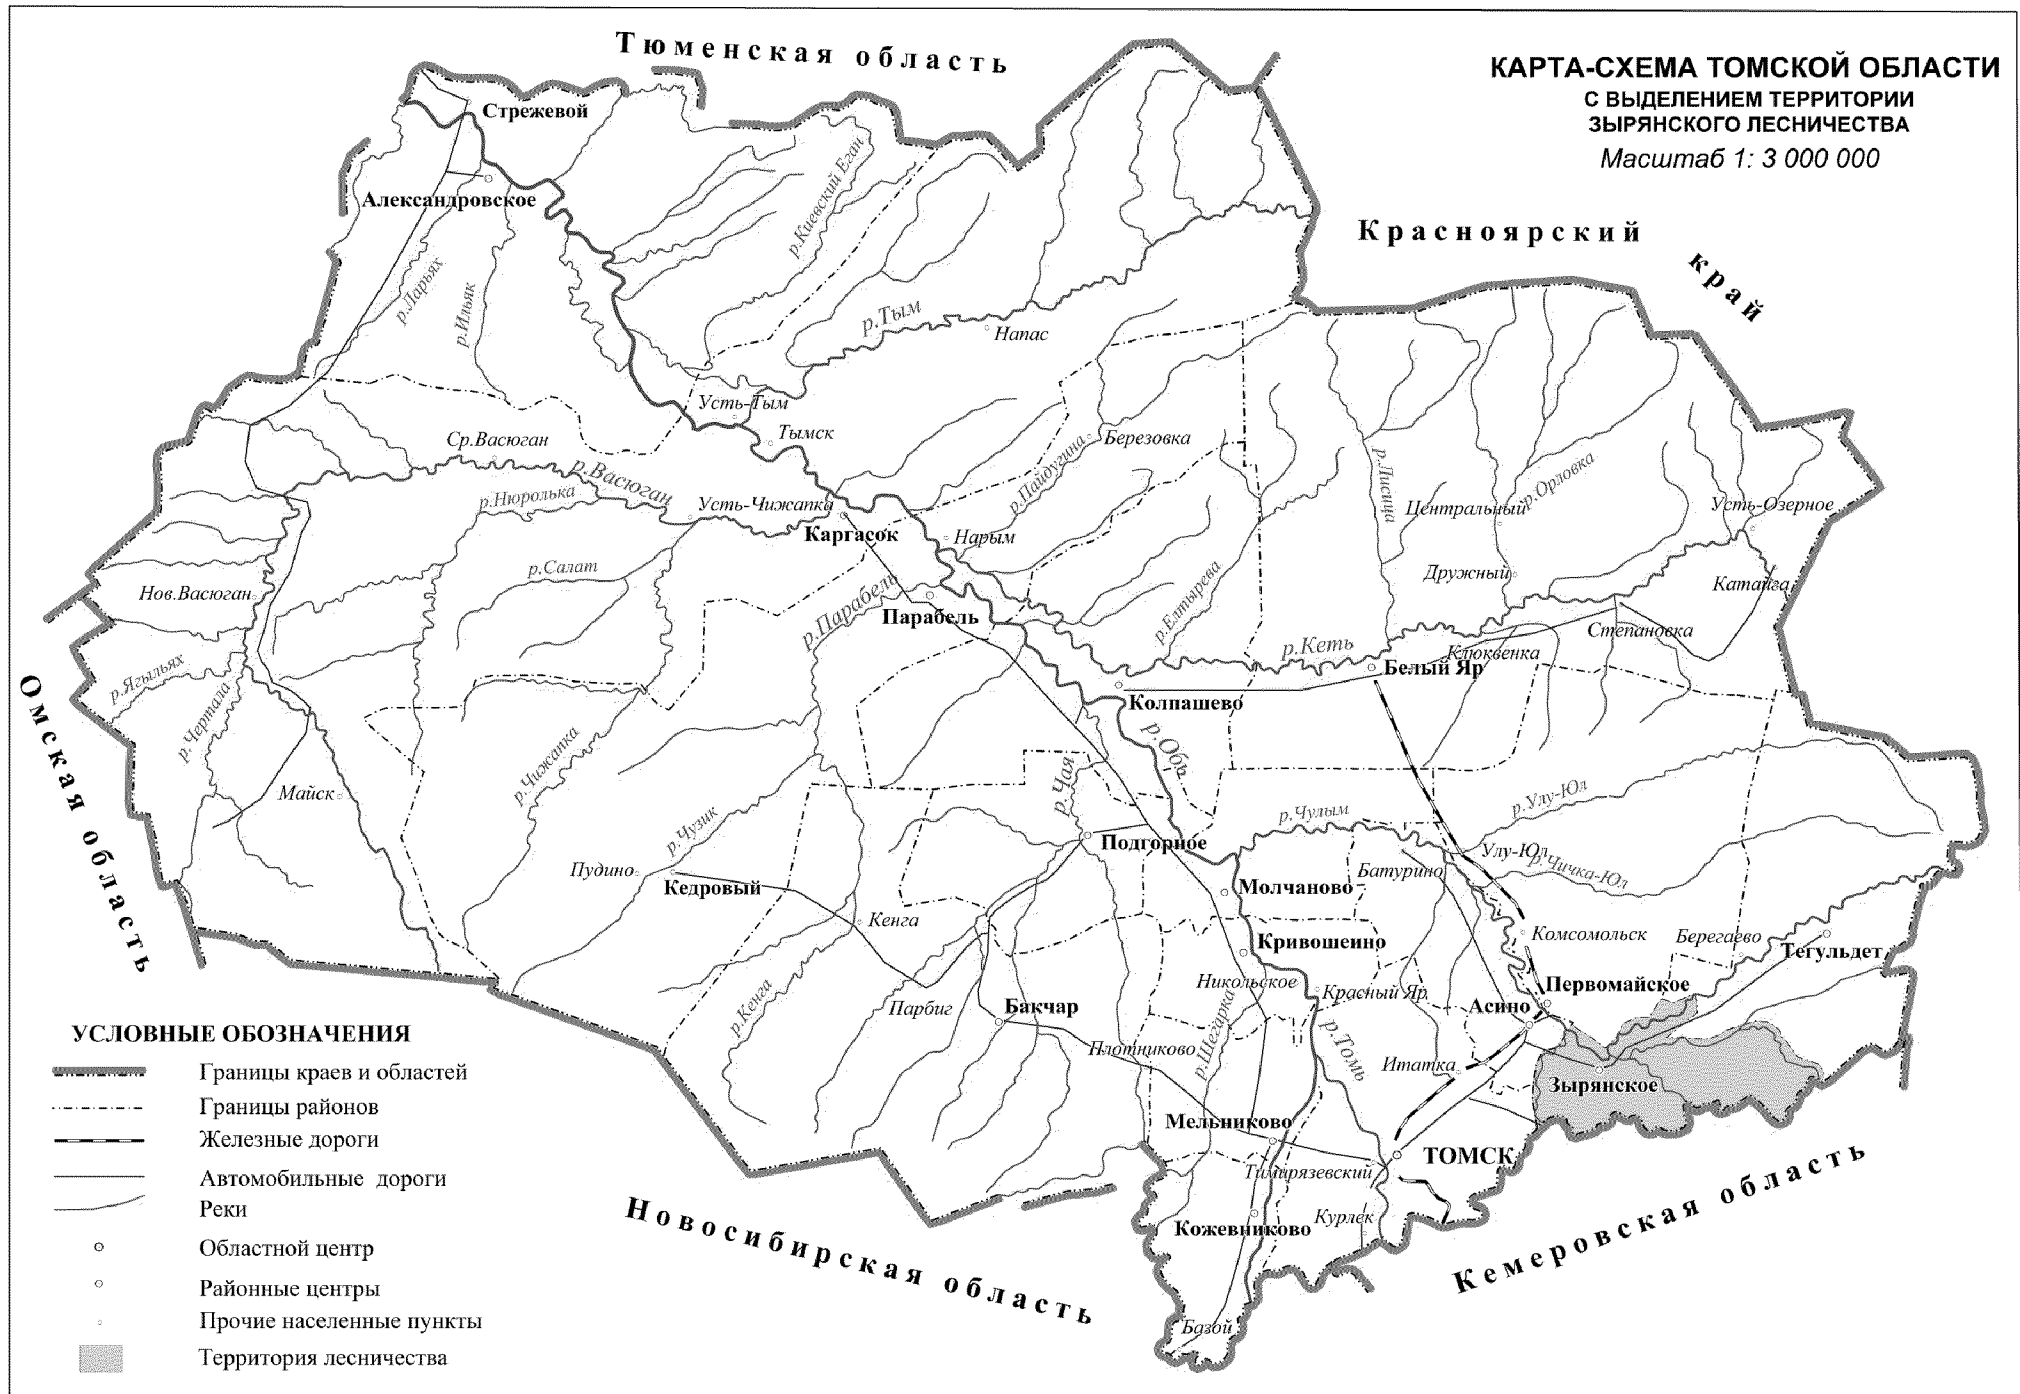 КАРТА-СХЕМА ТОМСКОЙ ОБЛАСТИ
С ВЫДЕЛЕНИЕМ ТЕРРИТОРИИ
ЗЫРЯНСКОГО ЛЕСНИЧЕСТВА
Масштаб 1: 3 000 000
Тюменская область
Красноярский край
Омская область
Новосибирская область
Кемеровская область
Стрежевой
Александровское
р.Киевский Еган
р.Ларьях
р.Ильяк
р.Тым
Напас
Усть-Тым
Тымск
Ср.Васюган
р.Васюган
р.Нюролька
Усть-Чижапка
Каргасок
Березовка
р.Пайдугина
Нарым
р.Лисица
р.Орловка
Центральный
Усть-Озерное
р.Салат
Нов.Васюган
Дружный
Катайга
р.Парабель
Парабель
р.Елтырева
р.Кеть
Степановка
Клюквенка
Белый Яр
р.Ягыльях
р.Чертала
Колпашево
р.Обь
р.Чижапка
Майск
р.Чая
р.Чузик
р.Чулым
р.Улу-Юл
Подгорное
Улу-Юл
р.Чичка-Юл
Пудино
Кедровый
Батурино
Молчаново
Кенга
Комсомольск
Берегаево
Тегульдет
Кривошеино
Никольское
Красный Яр
Первомайское
р.Кенга
Парбиг
Бакчар
Асино
р.Шегарка
р.Томь
Плотниково
Итатка
Зырянское
Мельниково
ТОМСК
Тимирязевский
Кожевниково
Курлек
Базой
УСЛОВНЫЕ ОБОЗНАЧЕНИЯ
Границы краев и областей
Границы районов
Железные дороги
Автомобильные дороги
Реки
Областной центр
Районные центры
Прочие населенные пункты
Территория лесничества